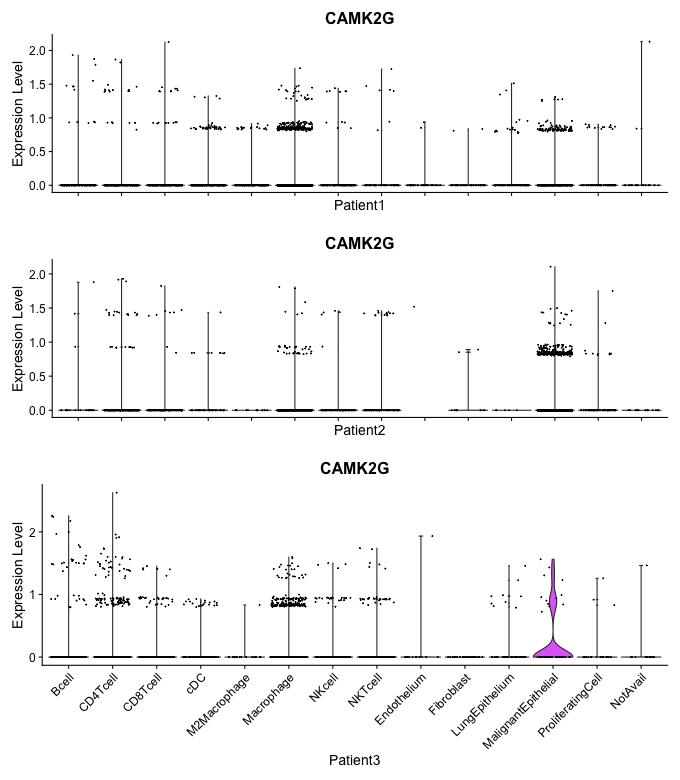 CAMK2G
Expression Level
2.0
1.5
1.0
0.5
0.0
Patient1
CAMK2G
Expression Level
2.0
1.5
1.0
0.5
0.0
Patient2
CAMK2G
Expression Level
2
1
0
Bcell
CD4Tcell
CD8Tcell
cDC
M2Macrophage
Macrophage
NKcell
NKTcell
Endothelium
Fibroblast
LungEpithelium
MalignantEpithelial
ProliferatingCell
NotAvail
Patient3